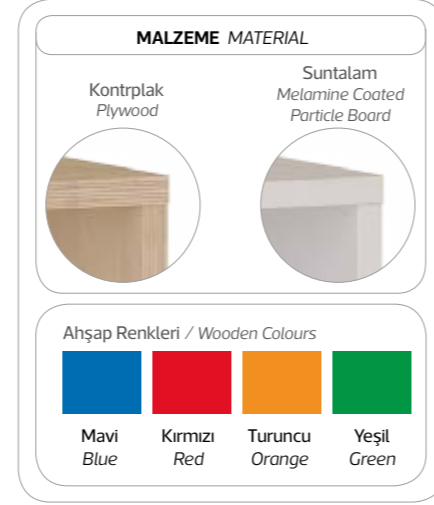 MALZEME MATERIAL
Kontrplak
Plywood
Suntalam
Melamine Coated
Particle Board
Ahşap Renkleri / Wooden Colours
Mavi Kırmızı Turuncu Yeşil
Blue Red Orange Green